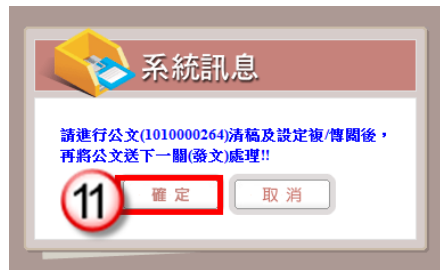 系統訊息
請進行公文(1010000264)清稿及設定複/傳閱後，
再將公文送下一關(發文)處理!!
11 確定 取消